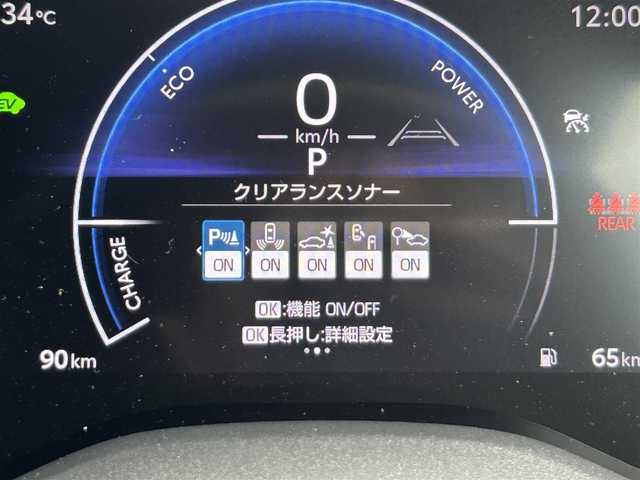 34℃
12:00
ECO
POWER
0
km/h
EV
P
クリアランスソナー
REAR
P
ON
ON
ON
ON
ON
CHARGE
OK:機能 ON/OFF
OK長押し:詳細設定
90km
65km